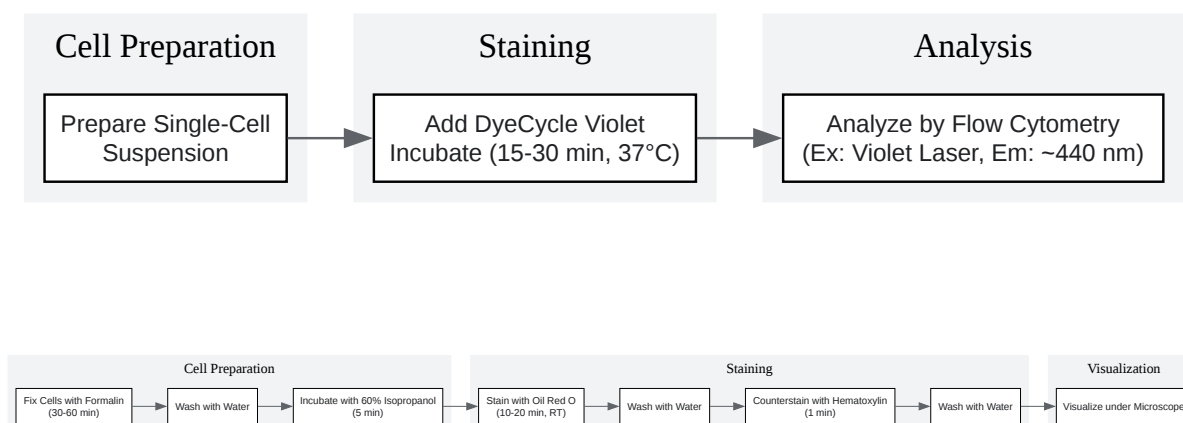 Cell Preparation
Prepare Single-Cell
Suspension
Staining
Add DyeCycle Violet
Incubate (15-30 min, 37°C)
Analysis
Analyze by Flow Cytometry
(Ex: Violet Laser, Em: ~440 nm)
Cell Preparation
Fix Cells with Formalin
(30-60 min)
Wash with Water
Incubate with 60% Isopropanol
(5 min)
Staining
Stain with Oil Red O
(10-20 min, RT)
Wash with Water
Counterstain with Hematoxylin
(1 min)
Wash with Water
Visualization
Visualize under Microscope